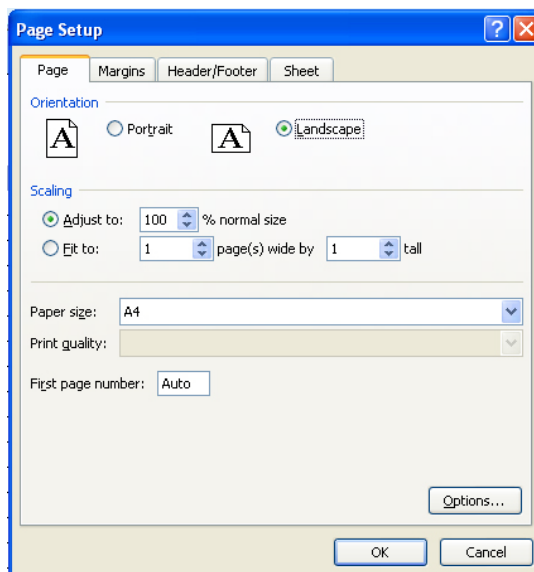 Page Setup
Page Margins Header/Footer Sheet
Orientation
A Portrait A Landscape
Scaling
Adjust to: 100 % normal size
Fit to: 1 page(s) wide by 1 tall
Paper size: A4
Print quality:
First page number: Auto
Options...
OK Cancel